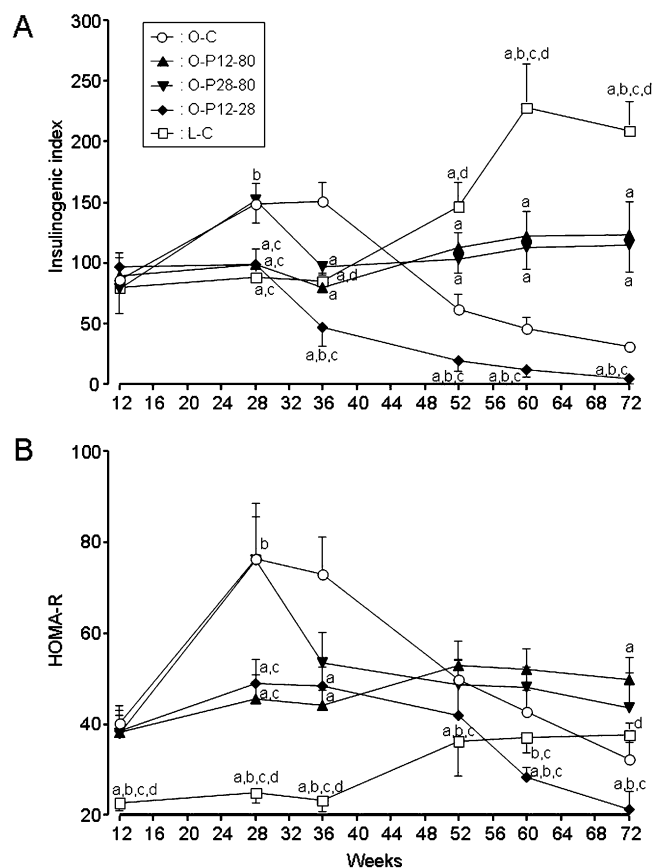 A
300
: O-C
: O-P12-80
: O-P28-80
: O-P12-28
: L-C
a,b,c,d
a,b,c,d
250
200
a,d
b
a
a
a
150
Insulinogenic index
a,c
a,c
a,c
a
a,d
a
a
a
a
100
50
a,b,c
a,b,c
a,b,c
a,b,c
0
12 16 20 24 28 32 36 40 44 48 52 56 60 64 68 72
B
100
80
b
HOMA-R
60
a,c
a,c
a
a
a
40
a,b,c,d
a,b,c,d
a,b,c,d
a,b,c
b,c
a,b,c
d
a,b,c
20
12 16 20 24 28 32 36 40 44 48 52 56 60 64 68 72
Weeks